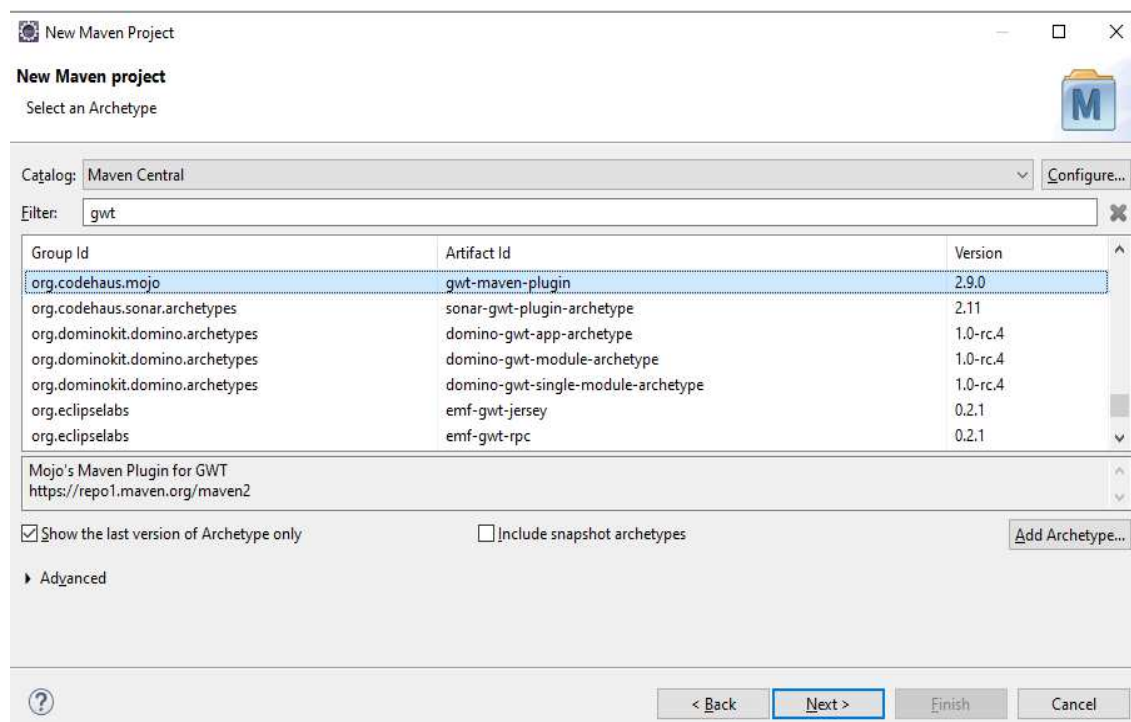 New Maven Project
New Maven project
Select an Archetype
M
Catalog: Maven Central Configure...
Filter: gwt
Group Id Artifact Id Version
org.codehaus.mojo gwt-maven-plugin 2.9.0
org.codehaus.sonar.archetypes sonar-gwt-plugin-archetype 2.11
org.dominokit.domino.archetypes domino-gwt-app-archetype 1.0-rc.4
org.dominokit.domino.archetypes domino-gwt-module-archetype 1.0-rc.4
org.dominokit.domino.archetypes domino-gwt-single-module-archetype 1.0-rc.4
org.eclipselabs emf-gwt-jersey 0.2.1
org.eclipselabs emf-gwt-rpc 0.2.1
Mojo's Maven Plugin for GWT
https://repo1.maven.org/maven2
Show the last version of Archetype only Include snapshot archetypes Add Archetype...
Advanced
? < Back Next > Finish Cancel